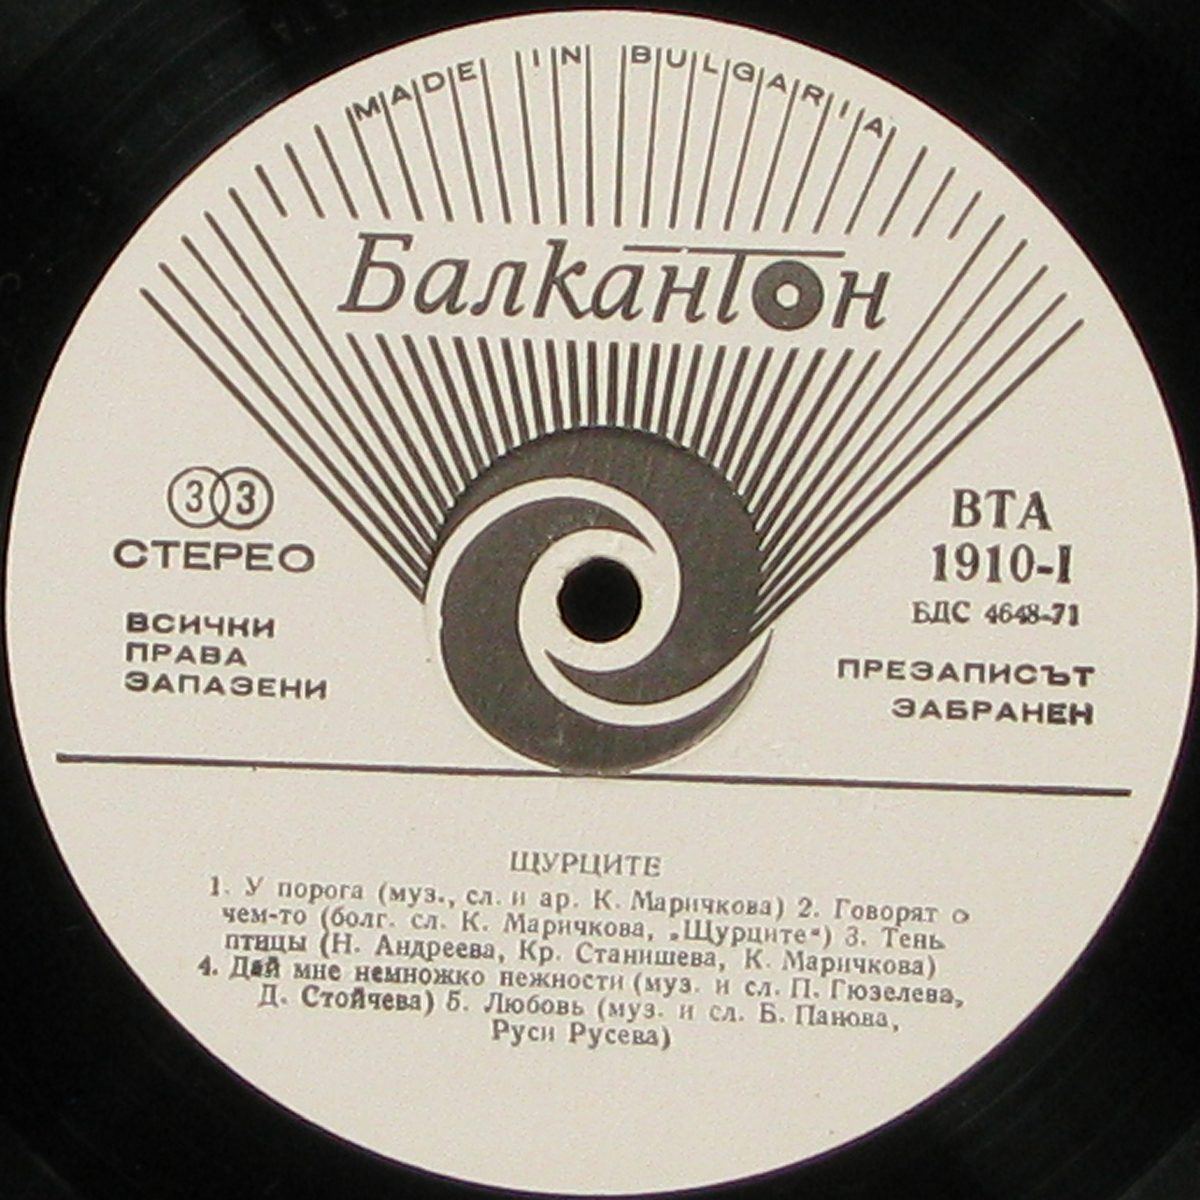 MADE IN BULGARIA
Балкантон
33
СТЕРЕО
ВСИЧКИ
ПРАВА
ЗАПАЗЕНИ
ВТА
1910-I
БДС 4648-71
ПРЕЗАПИСЪТ
ЗАБРАНЕН
ЩУРЦИТЕ
1. У порога (муз., сл. и ар. К. Маричкова) 2. Говорят о
чем-то (болг. сл. К. Маричкова, „Щурците“) 3. Тень
птицы (Н. Андреева, Кр. Станишева, К. Маричкова)
4. Дай мне немножко нежности (муз. и сл. П. Гюзелева,
Д. Стойчева) 5. Любовь (муз. и сл. Б. Панова,
Руси Русева)